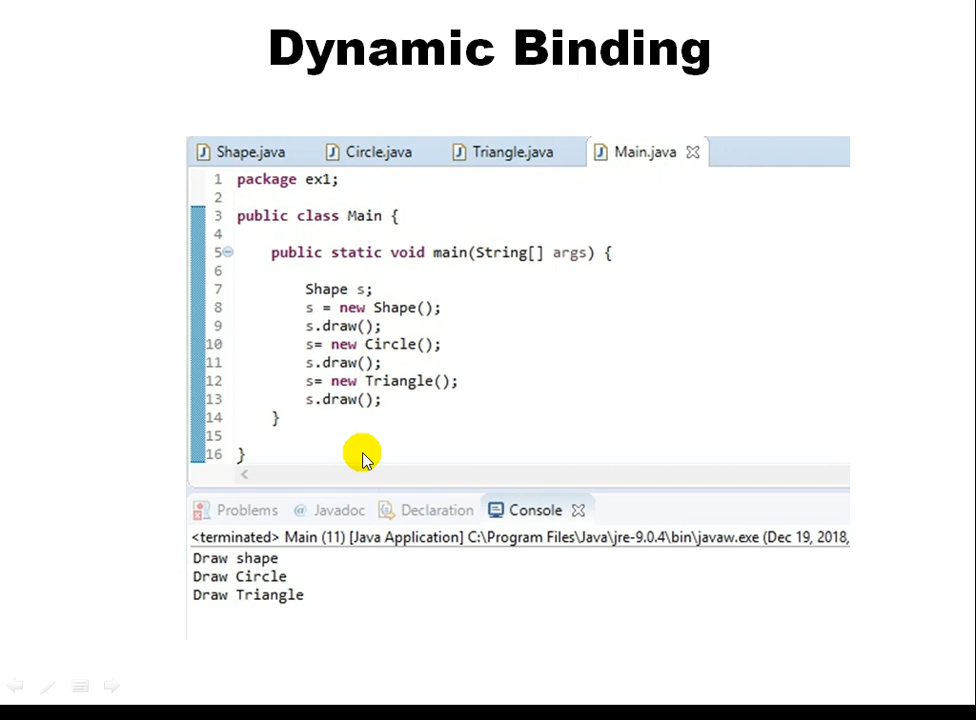 Dynamic Binding
Shape.java Circle.java Triangle.java Main.java
1 package ex1;
2
3 public class Main {
4
5 public static void main(String[] args) {
6
7 Shape s;
8 s = new Shape();
9 s.draw();
10 s= new Circle();
11 s.draw();
12 s= new Triangle();
13 s.draw();
14 }
15
16 }
Problems @ Javadoc Declaration Console
<terminated> Main (11) [Java Application] C:\Program Files\Java\jre-9.0.4\bin\javaw.exe (Dec 19, 2018,
Draw shape
Draw Circle
Draw Triangle